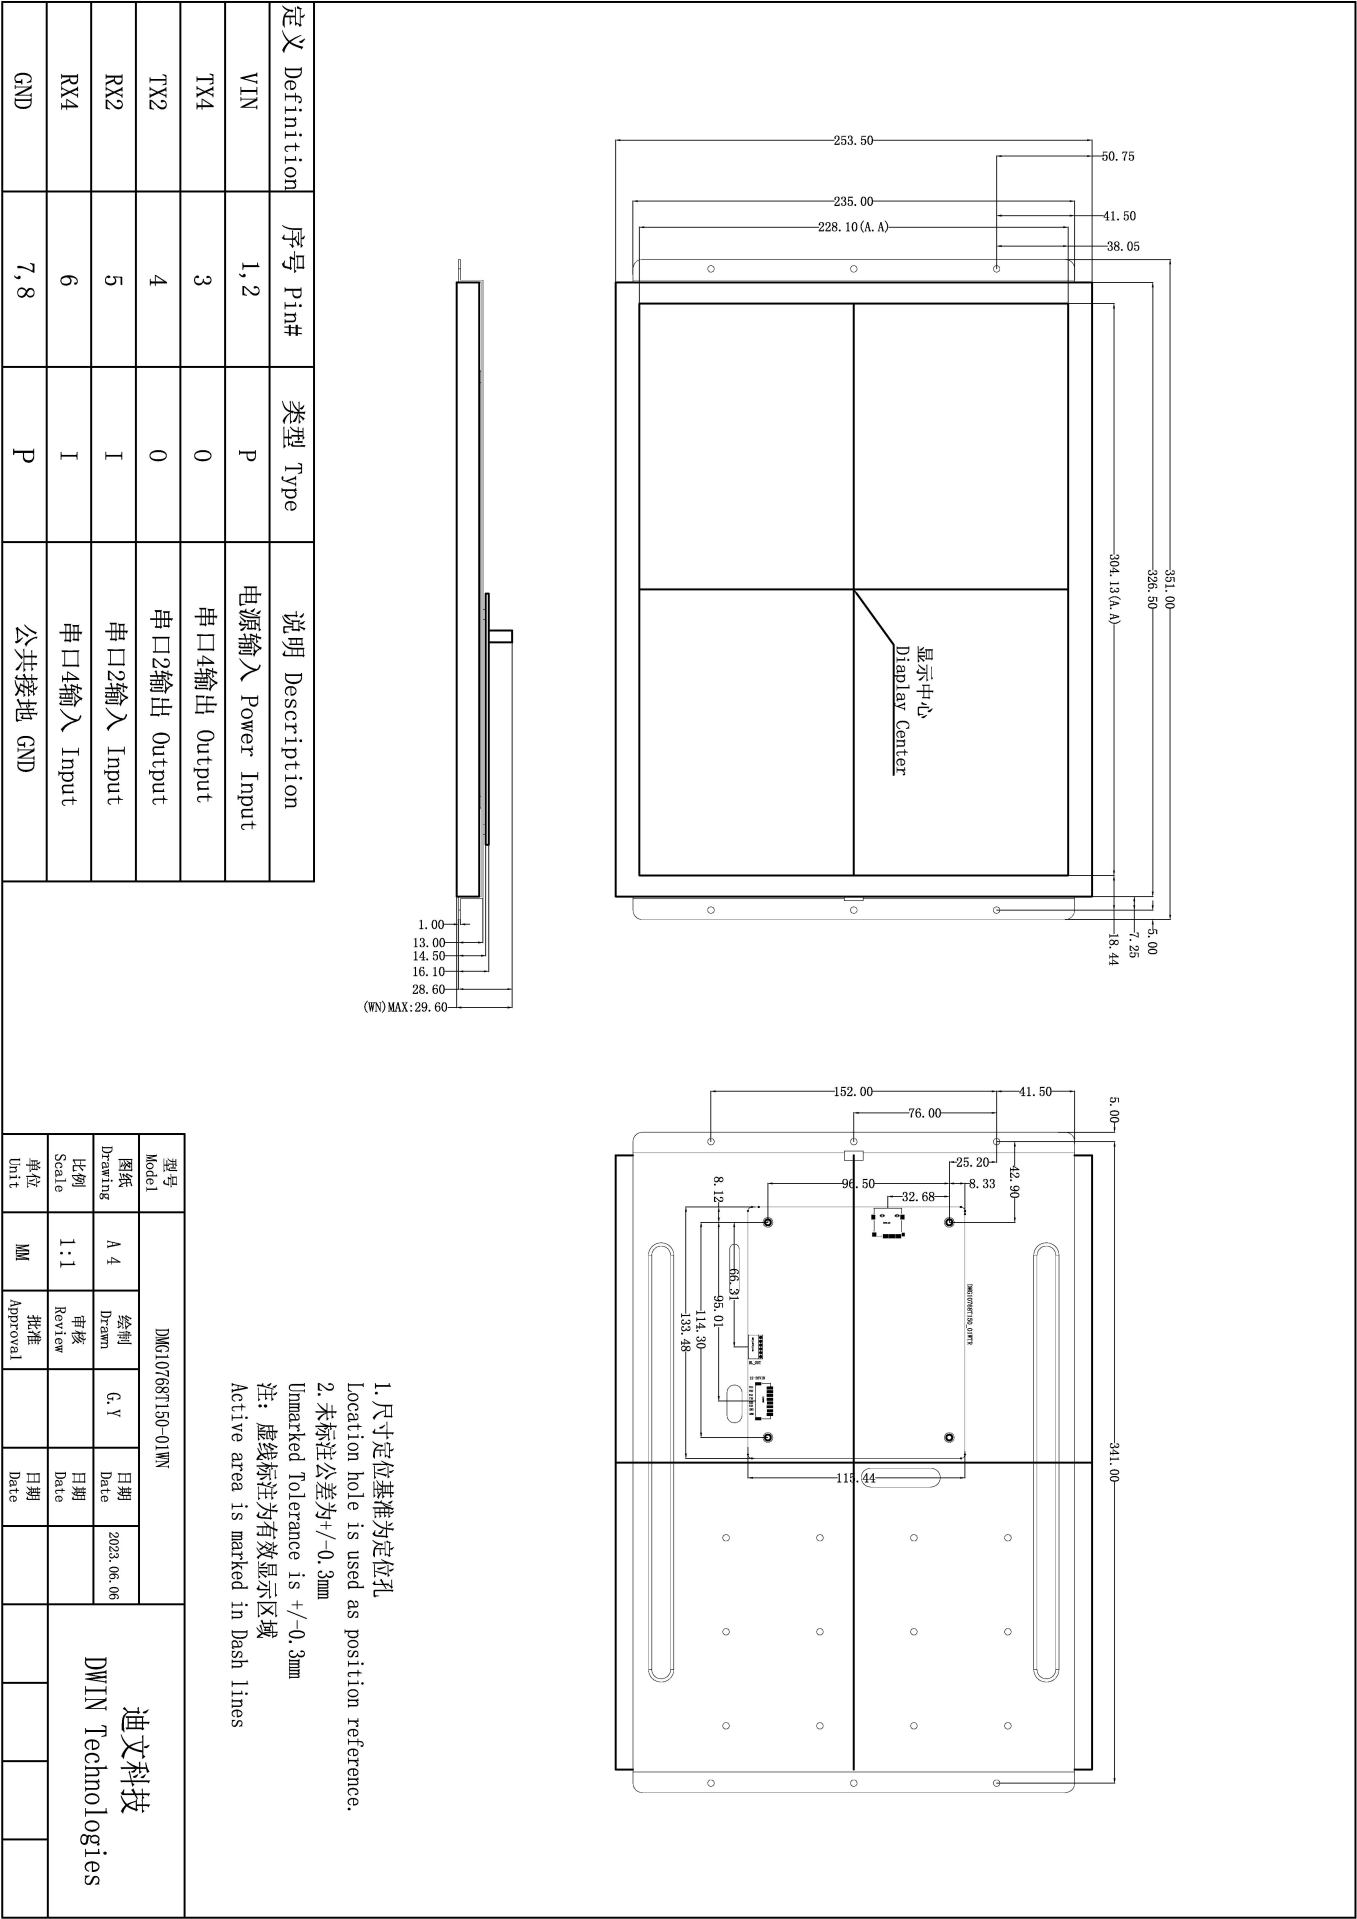 定义 Definition 序号 Pin# 类型 Type 说明 Description
VIN 1,2 P 电源输入 Power Input
TX4 3 O 串口4输出 Output
TX2 4 O 串口2输出 Output
RX2 5 I 串口2输入 Input
RX4 6 I 串口4输入 Input
GND 7,8 P 公共接地 GND
253.50
50.75
235.00
41.50
228.10(A.A)
38.05
351.00
326.50
304.13(A.A)
显示中心
Diaplay Center
5.00
7.25
18.44
1.00
13.00
14.50
16.10
28.60
(WN)MAX:29.60
152.00
41.50
76.00
5.00
25.20
42.90
96.50
8.33
32.68
8.12
DMG10768T150_01WTR
66.31
95.01
114.30
133.48
115.44
341.00
1.尺寸定位基准为定位孔
Location hole is used as position reference.
2.未标注公差为+/-0.3mm
Unmarked Tolerance is +/-0.3mm
注: 虚线标注为有效显示区域
Active area is marked in Dash lines
型号
Model
DMG10768T150-01WN
图纸
Drawing
A4
绘制
Drawn
G.Y
日期
Date
2023.06.06
比例
Scale
1:1
审核
Review
日期
Date
单位
Unit
MM
批准
Approval
日期
Date
迪文科技
DWIN Technologies